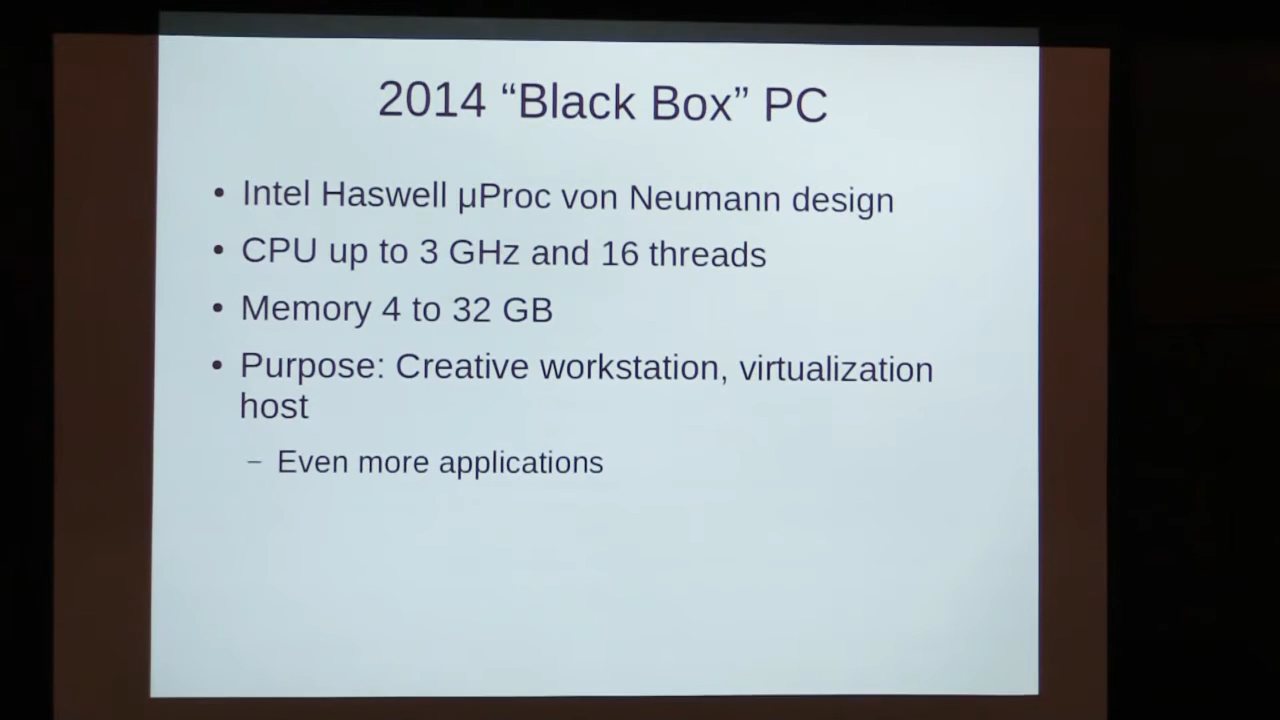 2014 “Black Box” PC
• Intel Haswell µProc von Neumann design
• CPU up to 3 GHz and 16 threads
• Memory 4 to 32 GB
• Purpose: Creative workstation, virtualization
host
– Even more applications